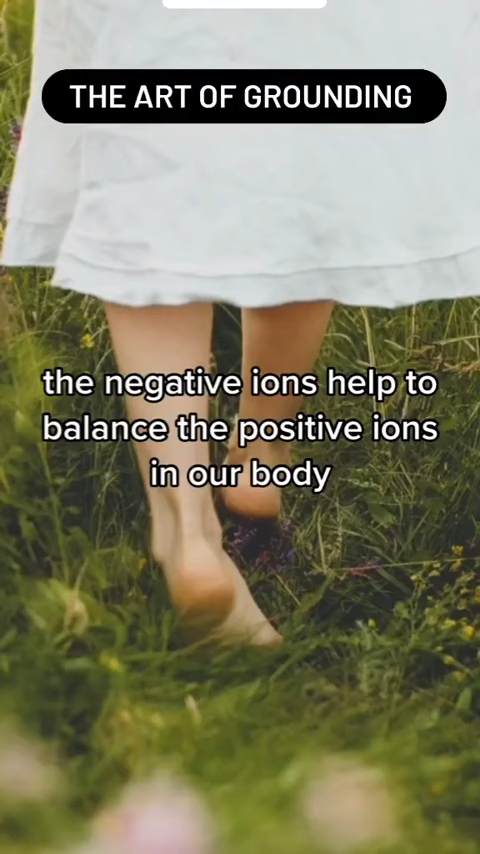 THE ART OF GROUNDING
the negative ions help to
balance the positive ions
in our body